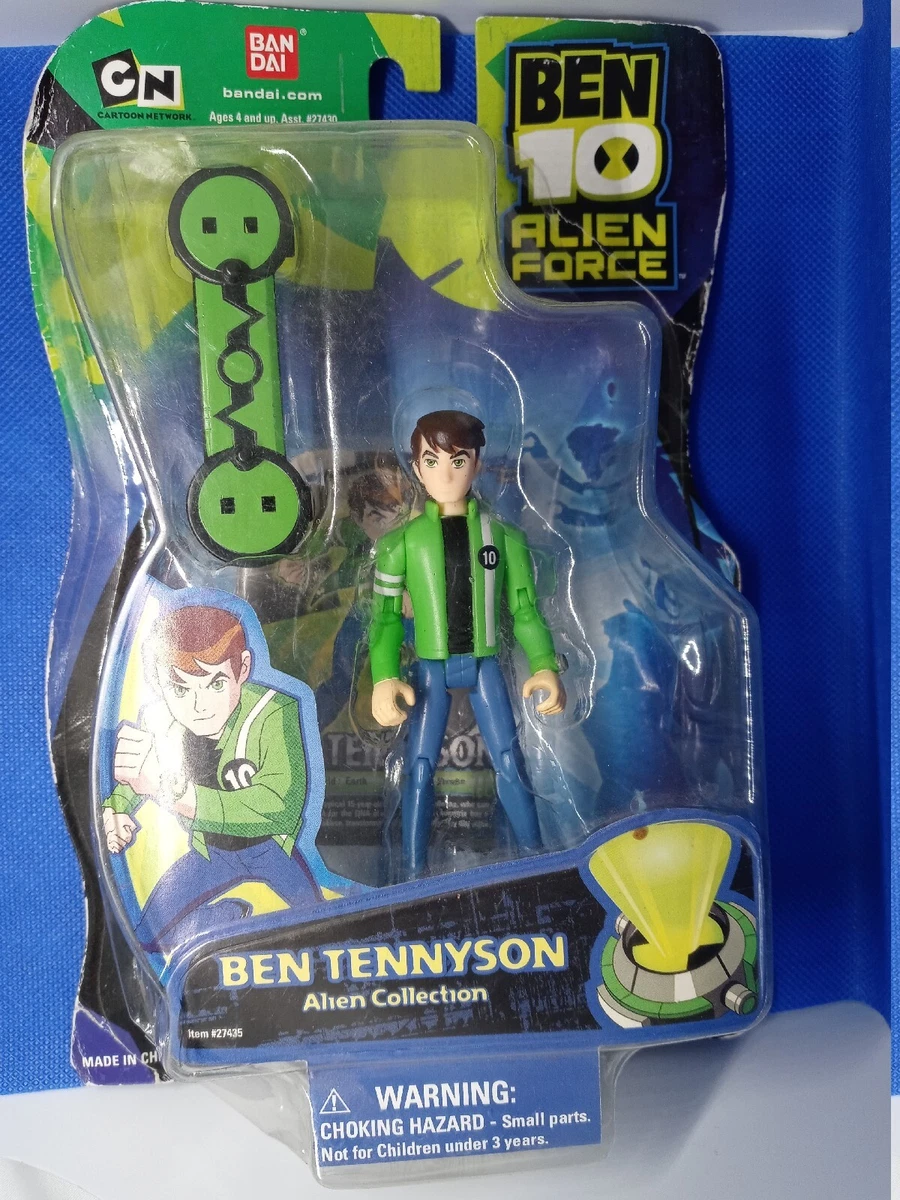 CN
CARTOON NETWORK
BAN
DAI
bandai.com
Ages 4 and up. Asst. #27430
BEN
10
ALIEN
FORCE
10
10
TENNYSON
BEN TENNYSON
Alien Collection
Item #27435
MADE IN CH
WARNING:
CHOKING HAZARD - Small parts.
Not for Children under 3 years.